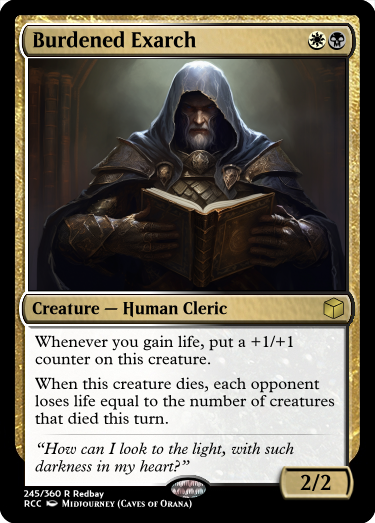 Burdened Exarch
Creature — Human Cleric
Whenever you gain life, put a +1/+1
counter on this creature.
When this creature dies, each opponent
loses life equal to the number of creatures
that died this turn.
“How can I look to the light, with such
darkness in my heart?”
2/2
245/360 R Redbay
RCC Midjourney (Caves of Orana)